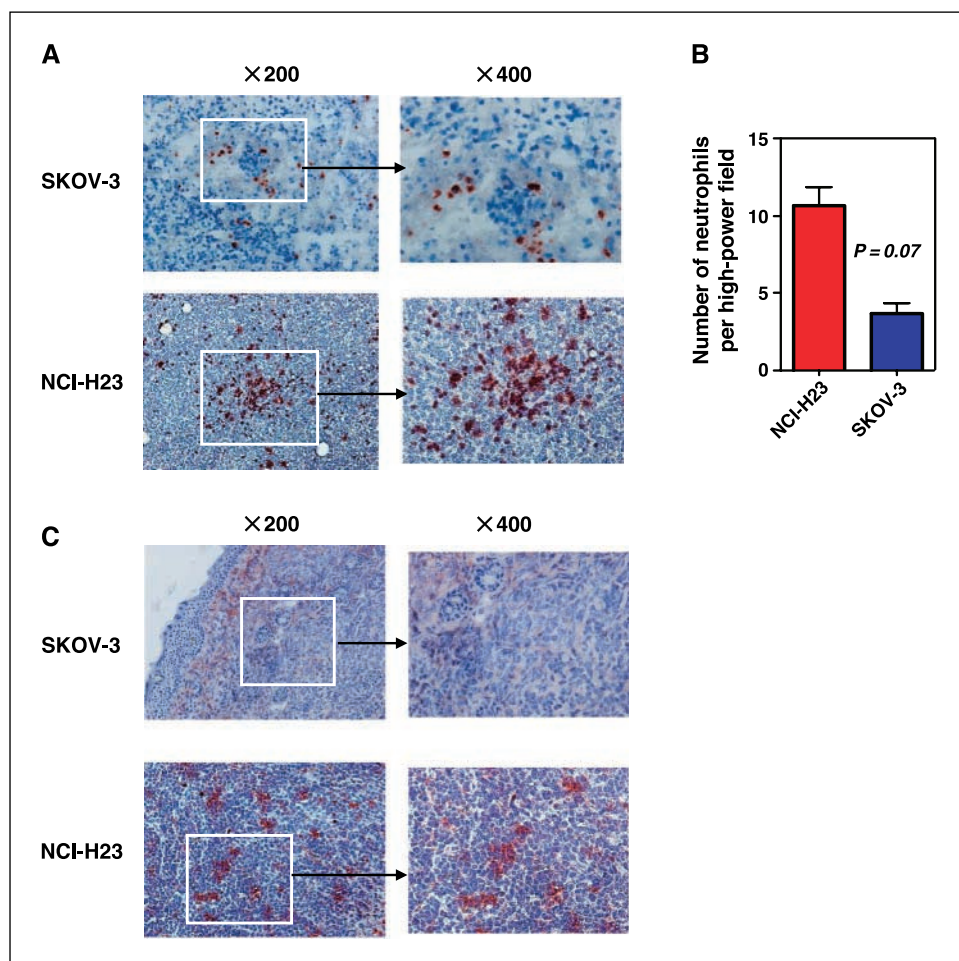 A
×200
×400
SKOV-3
NCI-H23
B
Number of neutrophils
per high-power field
15
10
5
0
P = 0.07
NCI-H23
SKOV-3
C
×200
×400
SKOV-3
NCI-H23